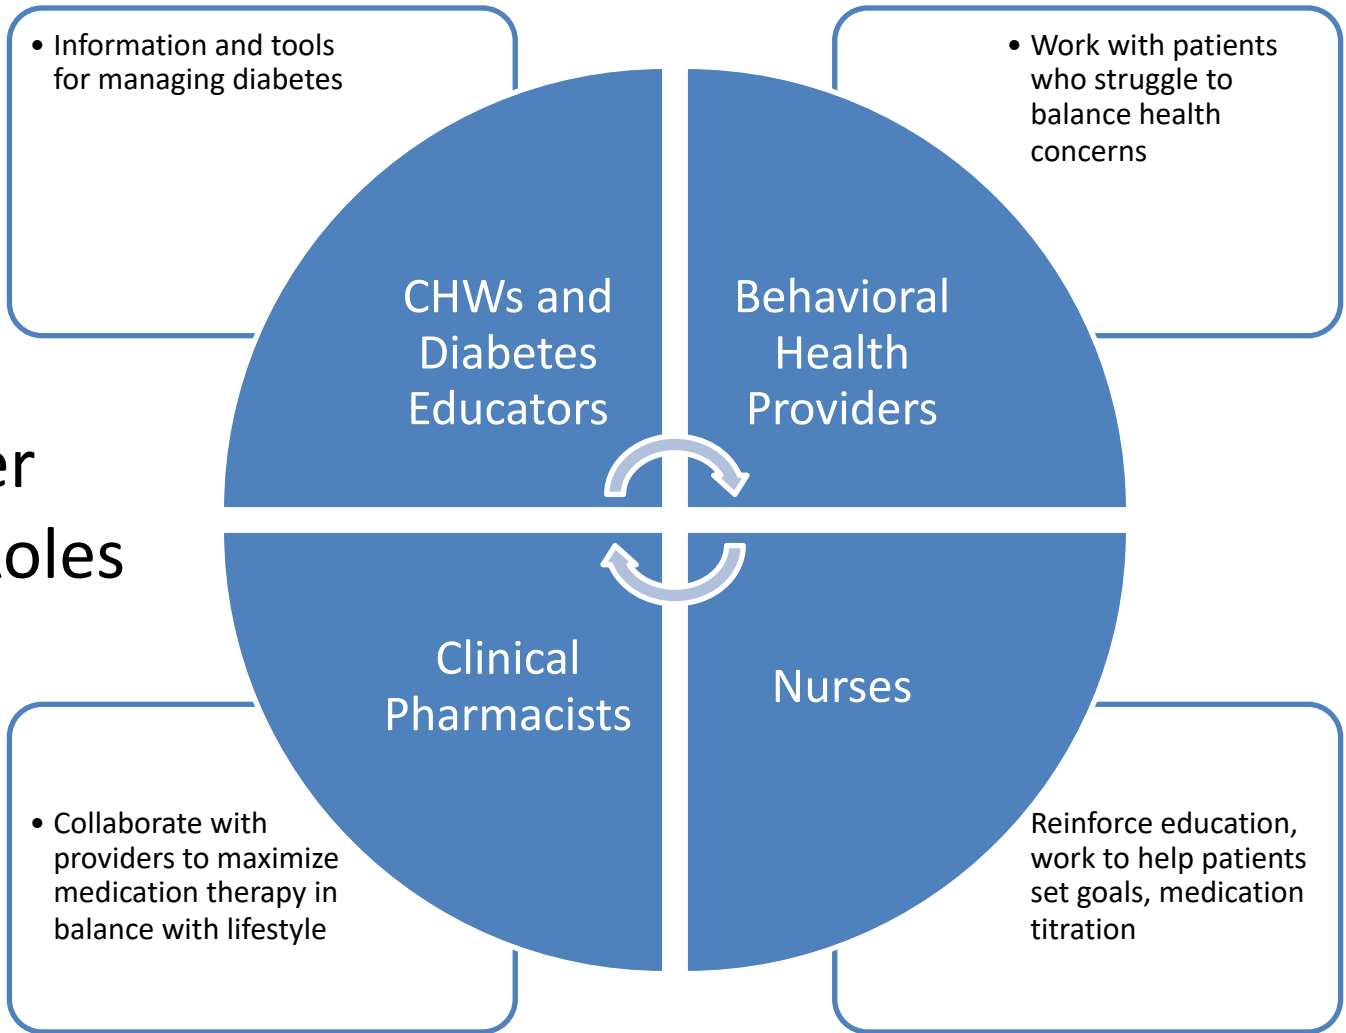 • Information and tools
for managing diabetes
• Work with patients
who struggle to
balance health
concerns
CHWs and
Diabetes
Educators
Behavioral
Health
Providers
Clinical
Pharmacists
Nurses
• Collaborate with
providers to maximize
medication therapy in
balance with lifestyle
Reinforce education,
work to help patients
set goals, medication
titration